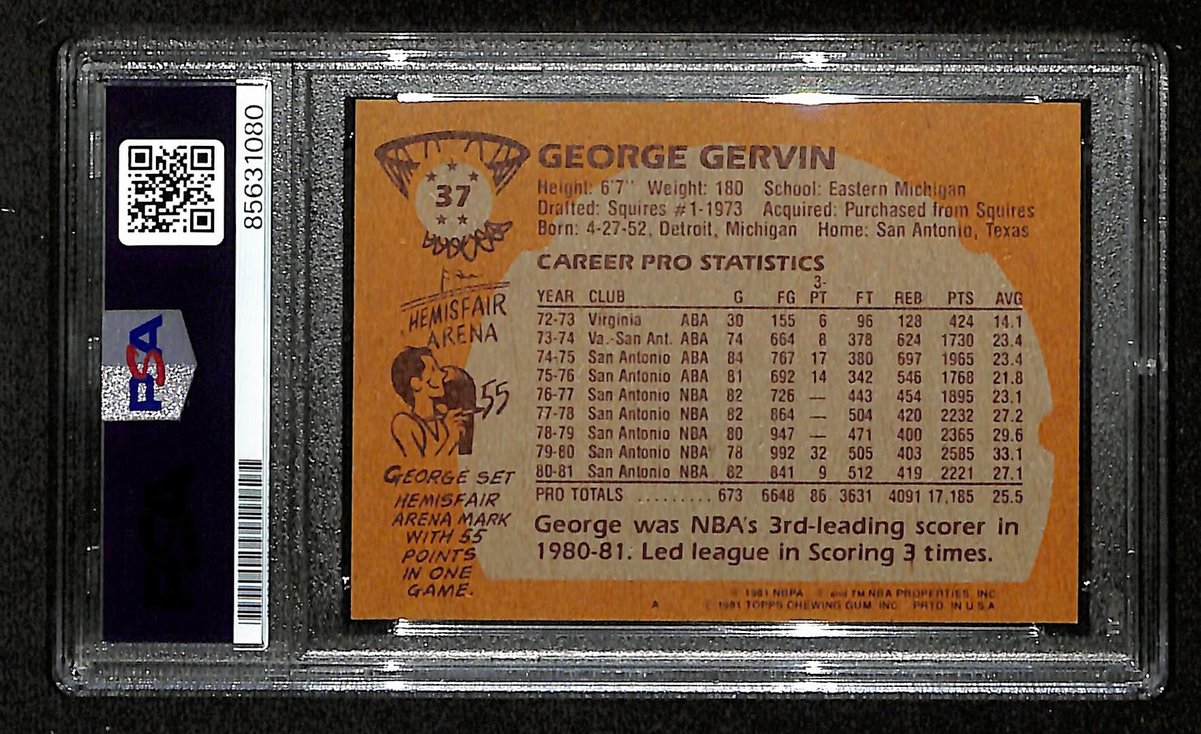 85631080
PSA
PSA
37
GEORGE GERVIN
Height: 6'7" Weight: 180 School: Eastern Michigan
Drafted: Squires #1-1973 Acquired: Purchased from Squires
Born: 4-27-52, Detroit, Michigan Home: San Antonio, Texas
CAREER PRO STATISTICS
YEAR CLUB G FG 3-PT FT REB PTS AVG
72-73 Virginia ABA 30 155 6 96 128 424 14.1
73-74 Va.-San Ant. ABA 74 664 8 378 624 1730 23.4
74-75 San Antonio ABA 84 767 17 380 697 1965 23.4
75-76 San Antonio ABA 81 692 14 342 546 1768 21.8
76-77 San Antonio NBA 82 726 — 443 454 1895 23.1
77-78 San Antonio NBA 82 864 — 504 420 2232 27.2
78-79 San Antonio NBA 80 947 — 471 400 2365 29.6
79-80 San Antonio NBA 78 992 32 505 403 2585 33.1
80-81 San Antonio NBA 82 841 9 512 419 2221 27.1
PRO TOTALS ......... 673 6648 86 3631 4091 17,185 25.5
George was NBA's 3rd-leading scorer in
1980-81. Led league in Scoring 3 times.
HEMISFAIR
ARENA
55
GEORGE SET
HEMISFAIR
ARENA MARK
WITH 55
POINTS
IN ONE
GAME.
© 1981 NBPA © and TM NBA PROPERTIES, INC
A © 1981 TOPPS CHEWING GUM, INC. PRTD. IN U.S.A